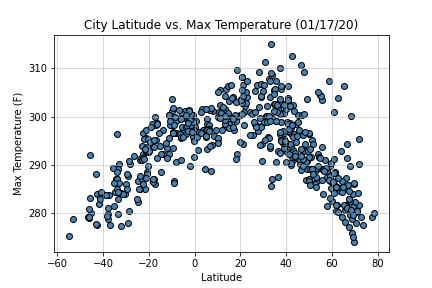 City Latitude vs. Max Temperature (01/17/20)
310
300
290
280
Max Temperature (F)
−60 −40 −20 0 20 40 60 80
Latitude